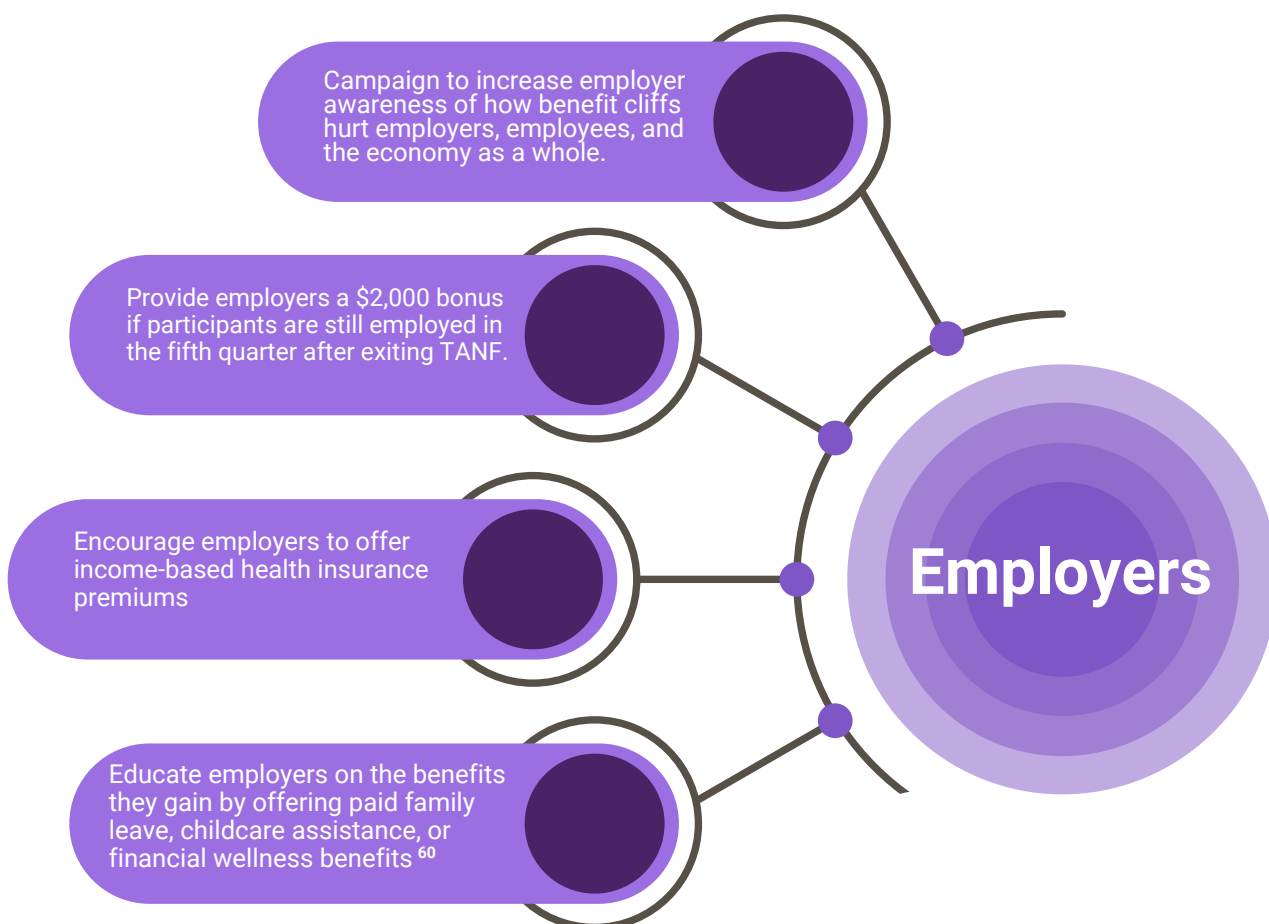 Campaign to increase employer
awareness of how benefit cliffs
hurt employers, employees, and
the economy as a whole.
Provide employers a $2,000 bonus
if participants are still employed in
the fifth quarter after exiting TANF.
Encourage employers to offer
income-based health insurance
premiums
Employers
Educate employers on the benefits
they gain by offering paid family
leave, childcare assistance, or
financial wellness benefits 60